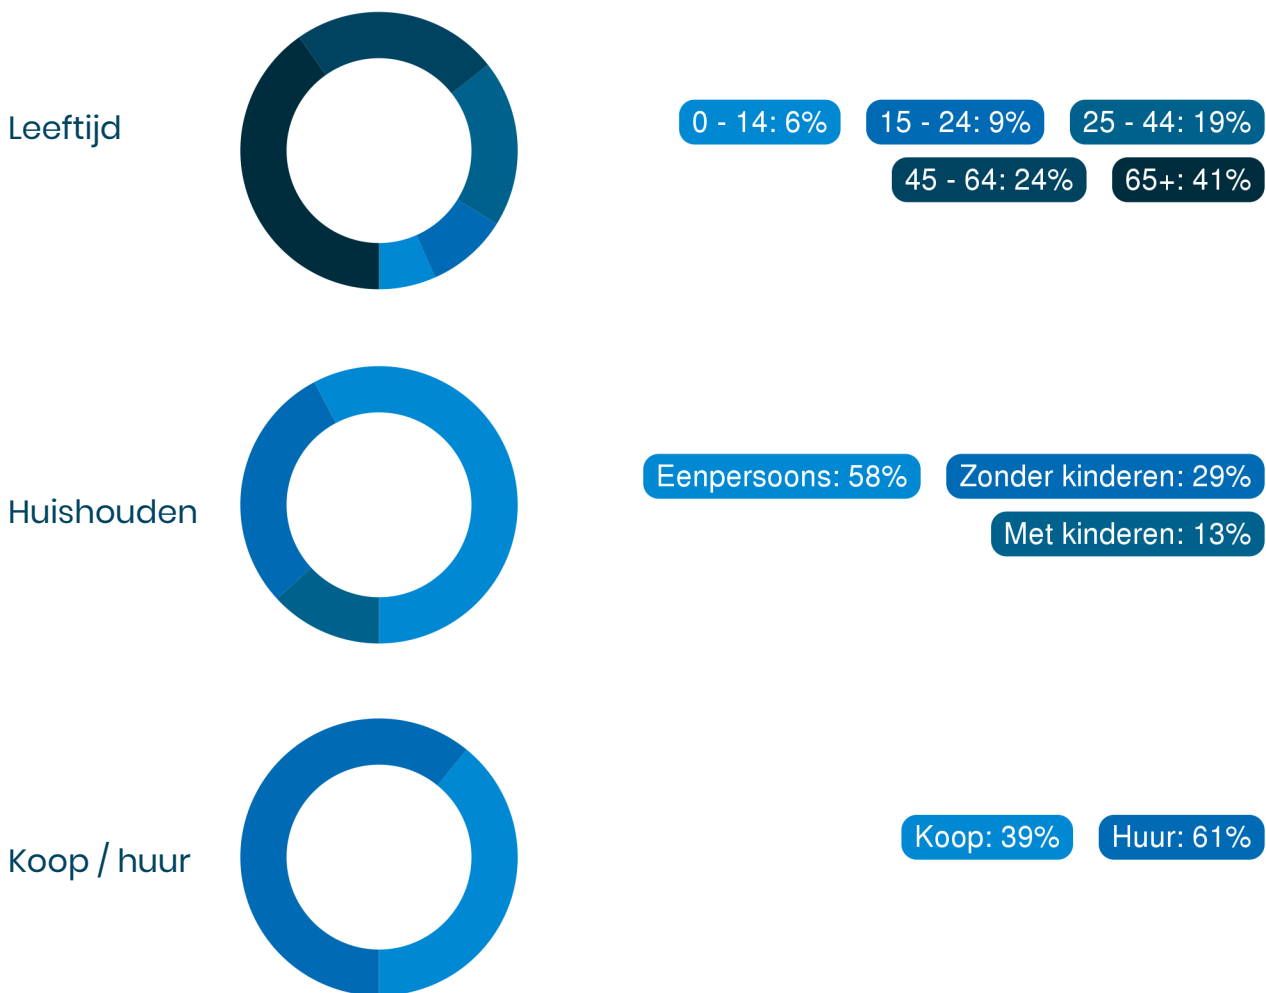 Leeftijd
0 - 14: 6% 15 - 24: 9% 25 - 44: 19%
45 - 64: 24% 65+: 41%
Huishouden
Eenpersoons: 58% Zonder kinderen: 29%
Met kinderen: 13%
Koop / huur
Koop: 39% Huur: 61%